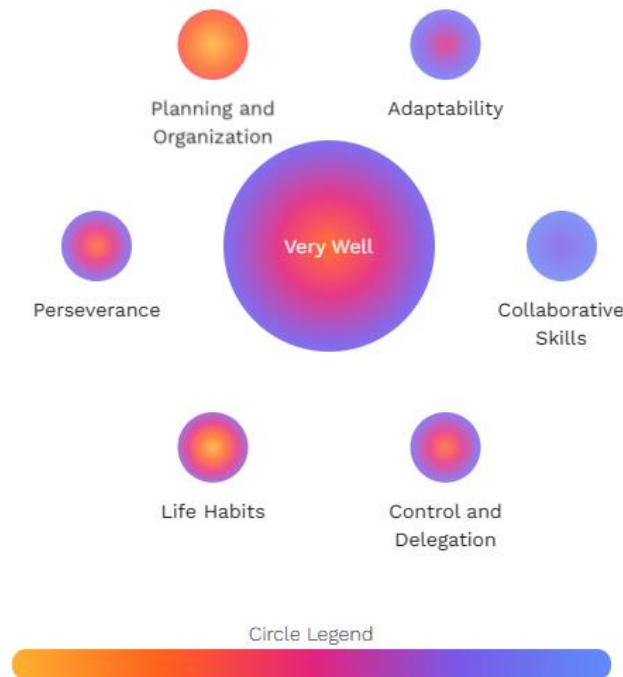 Planning and
Organization
Adaptability
Very Well
Perseverance
Collaborative
Skills
Life Habits
Control and
Delegation
Circle Legend